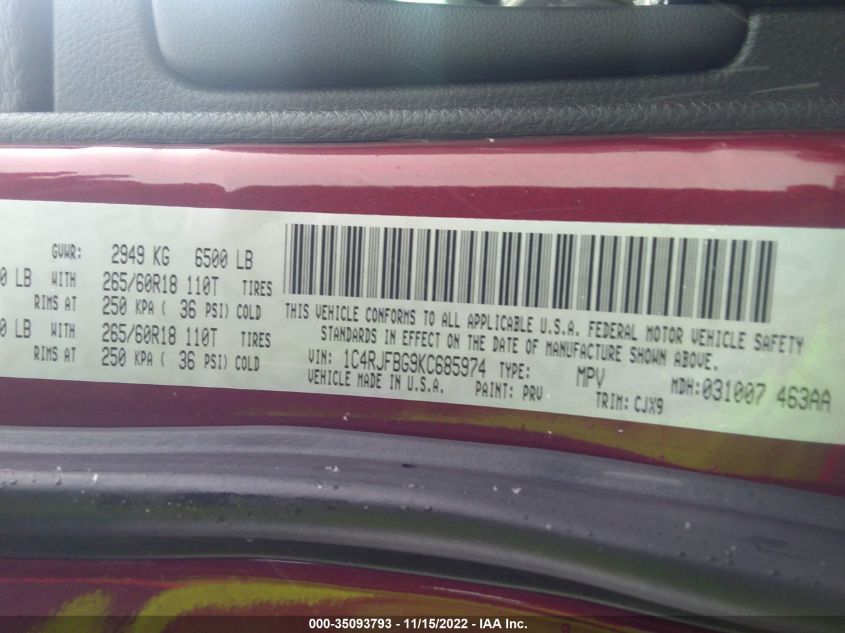 GVWR: 2949 KG 6500 LB
0 LB WITH 265/60R18 110T TIRES
RIMS AT 250 KPA ( 36 PSI) COLD
0 LB WITH 265/60R18 110T TIRES
RIMS AT 250 KPA ( 36 PSI) COLD
THIS VEHICLE CONFORMS TO ALL APPLICABLE U.S.A. FEDERAL MOTOR VEHICLE SAFETY
STANDARDS IN EFFECT ON THE DATE OF MANUFACTURE SHOWN ABOVE.
VIN: 1C4RJFBG9KC685974 TYPE: MPV MDH:031007 463AA
VEHICLE MADE IN U.S.A. PAINT: PRV TRIM: CJX9
000-35093793 - 11/15/2022 - IAA Inc.